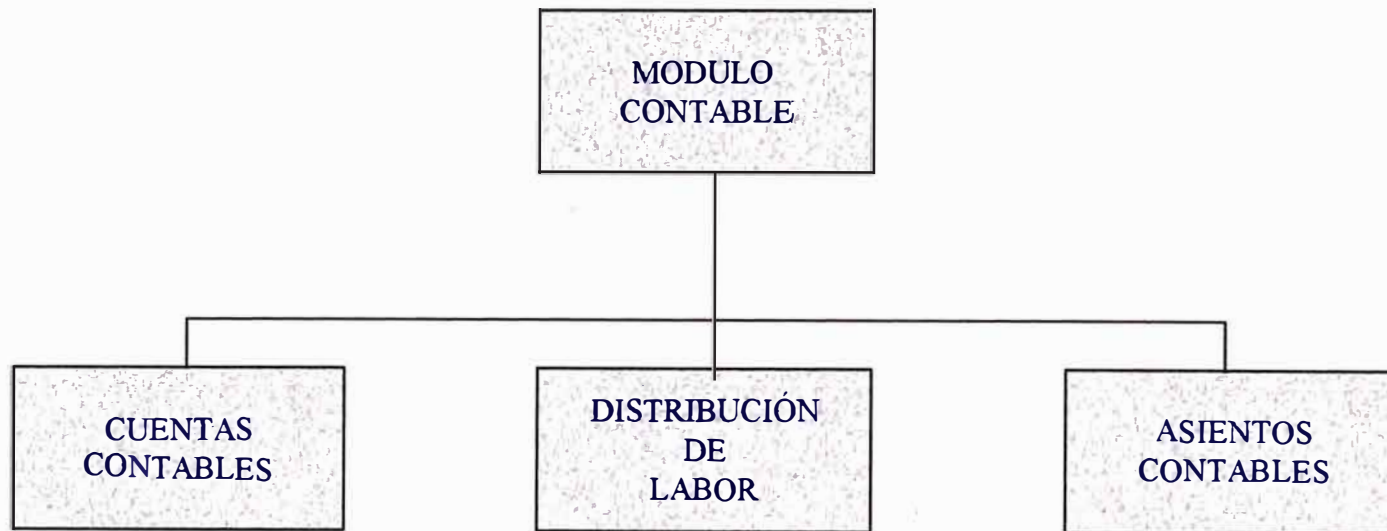 MODULO
CONTABLE
CUENTAS
CONTABLES
DISTRIBUCIÓN
DE
LABOR
ASIENTOS
CONTABLES